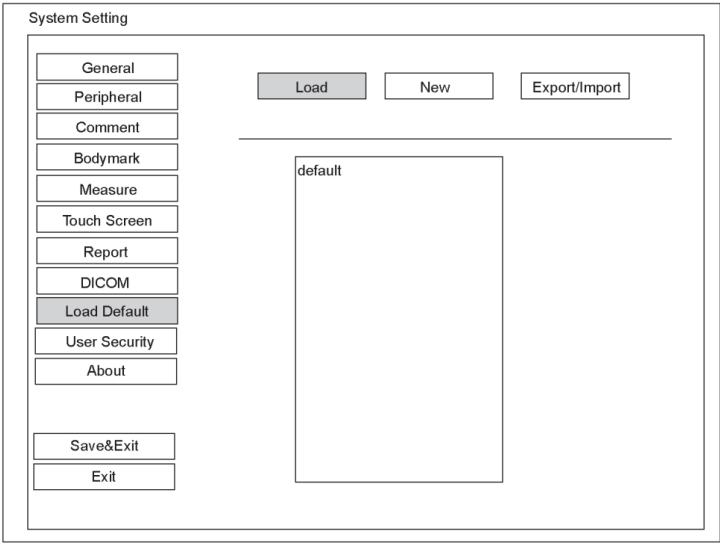 System Setting
General
Peripheral
Comment
Bodymark
Measure
Touch Screen
Report
DICOM
Load Default
User Security
About
Save&Exit
Exit
Load New Export/Import
default